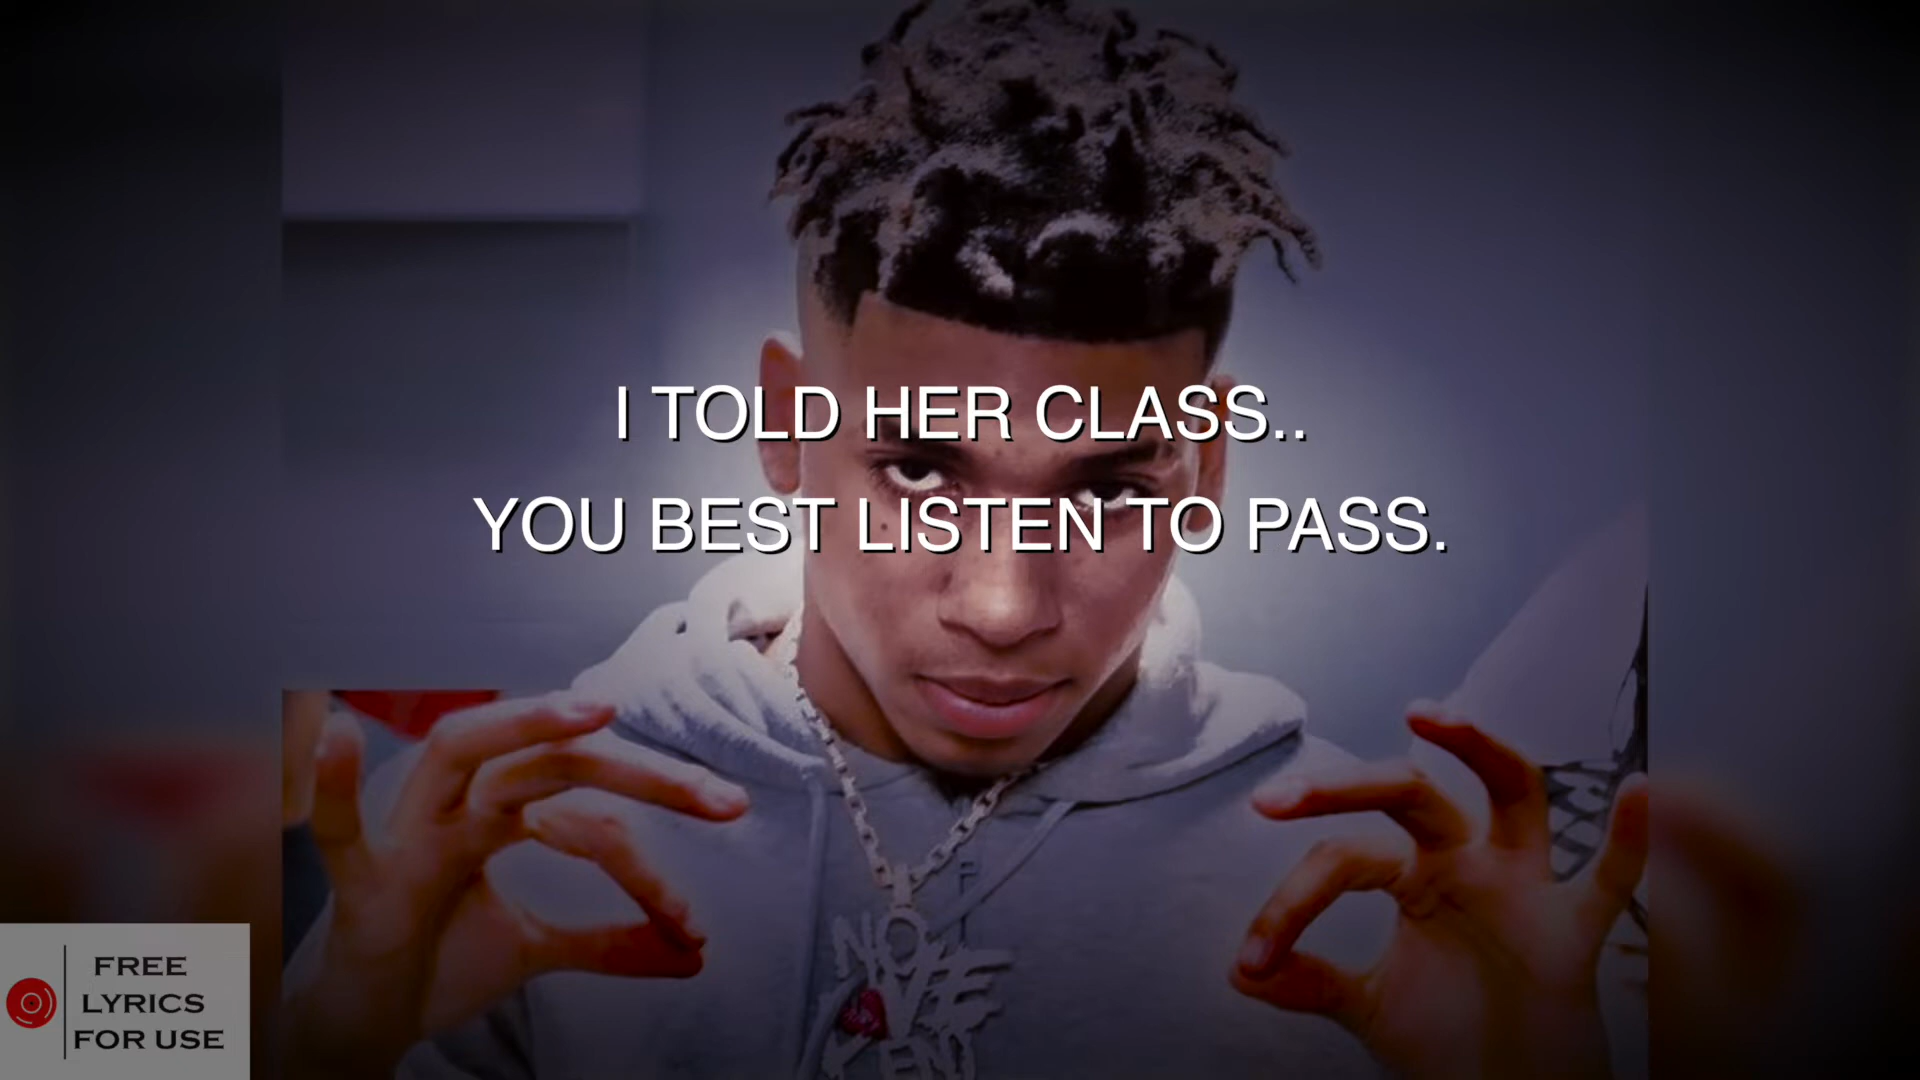 I TOLD HER CLASS..
YOU BEST LISTEN TO PASS.
FREE
LYRICS
FOR USE